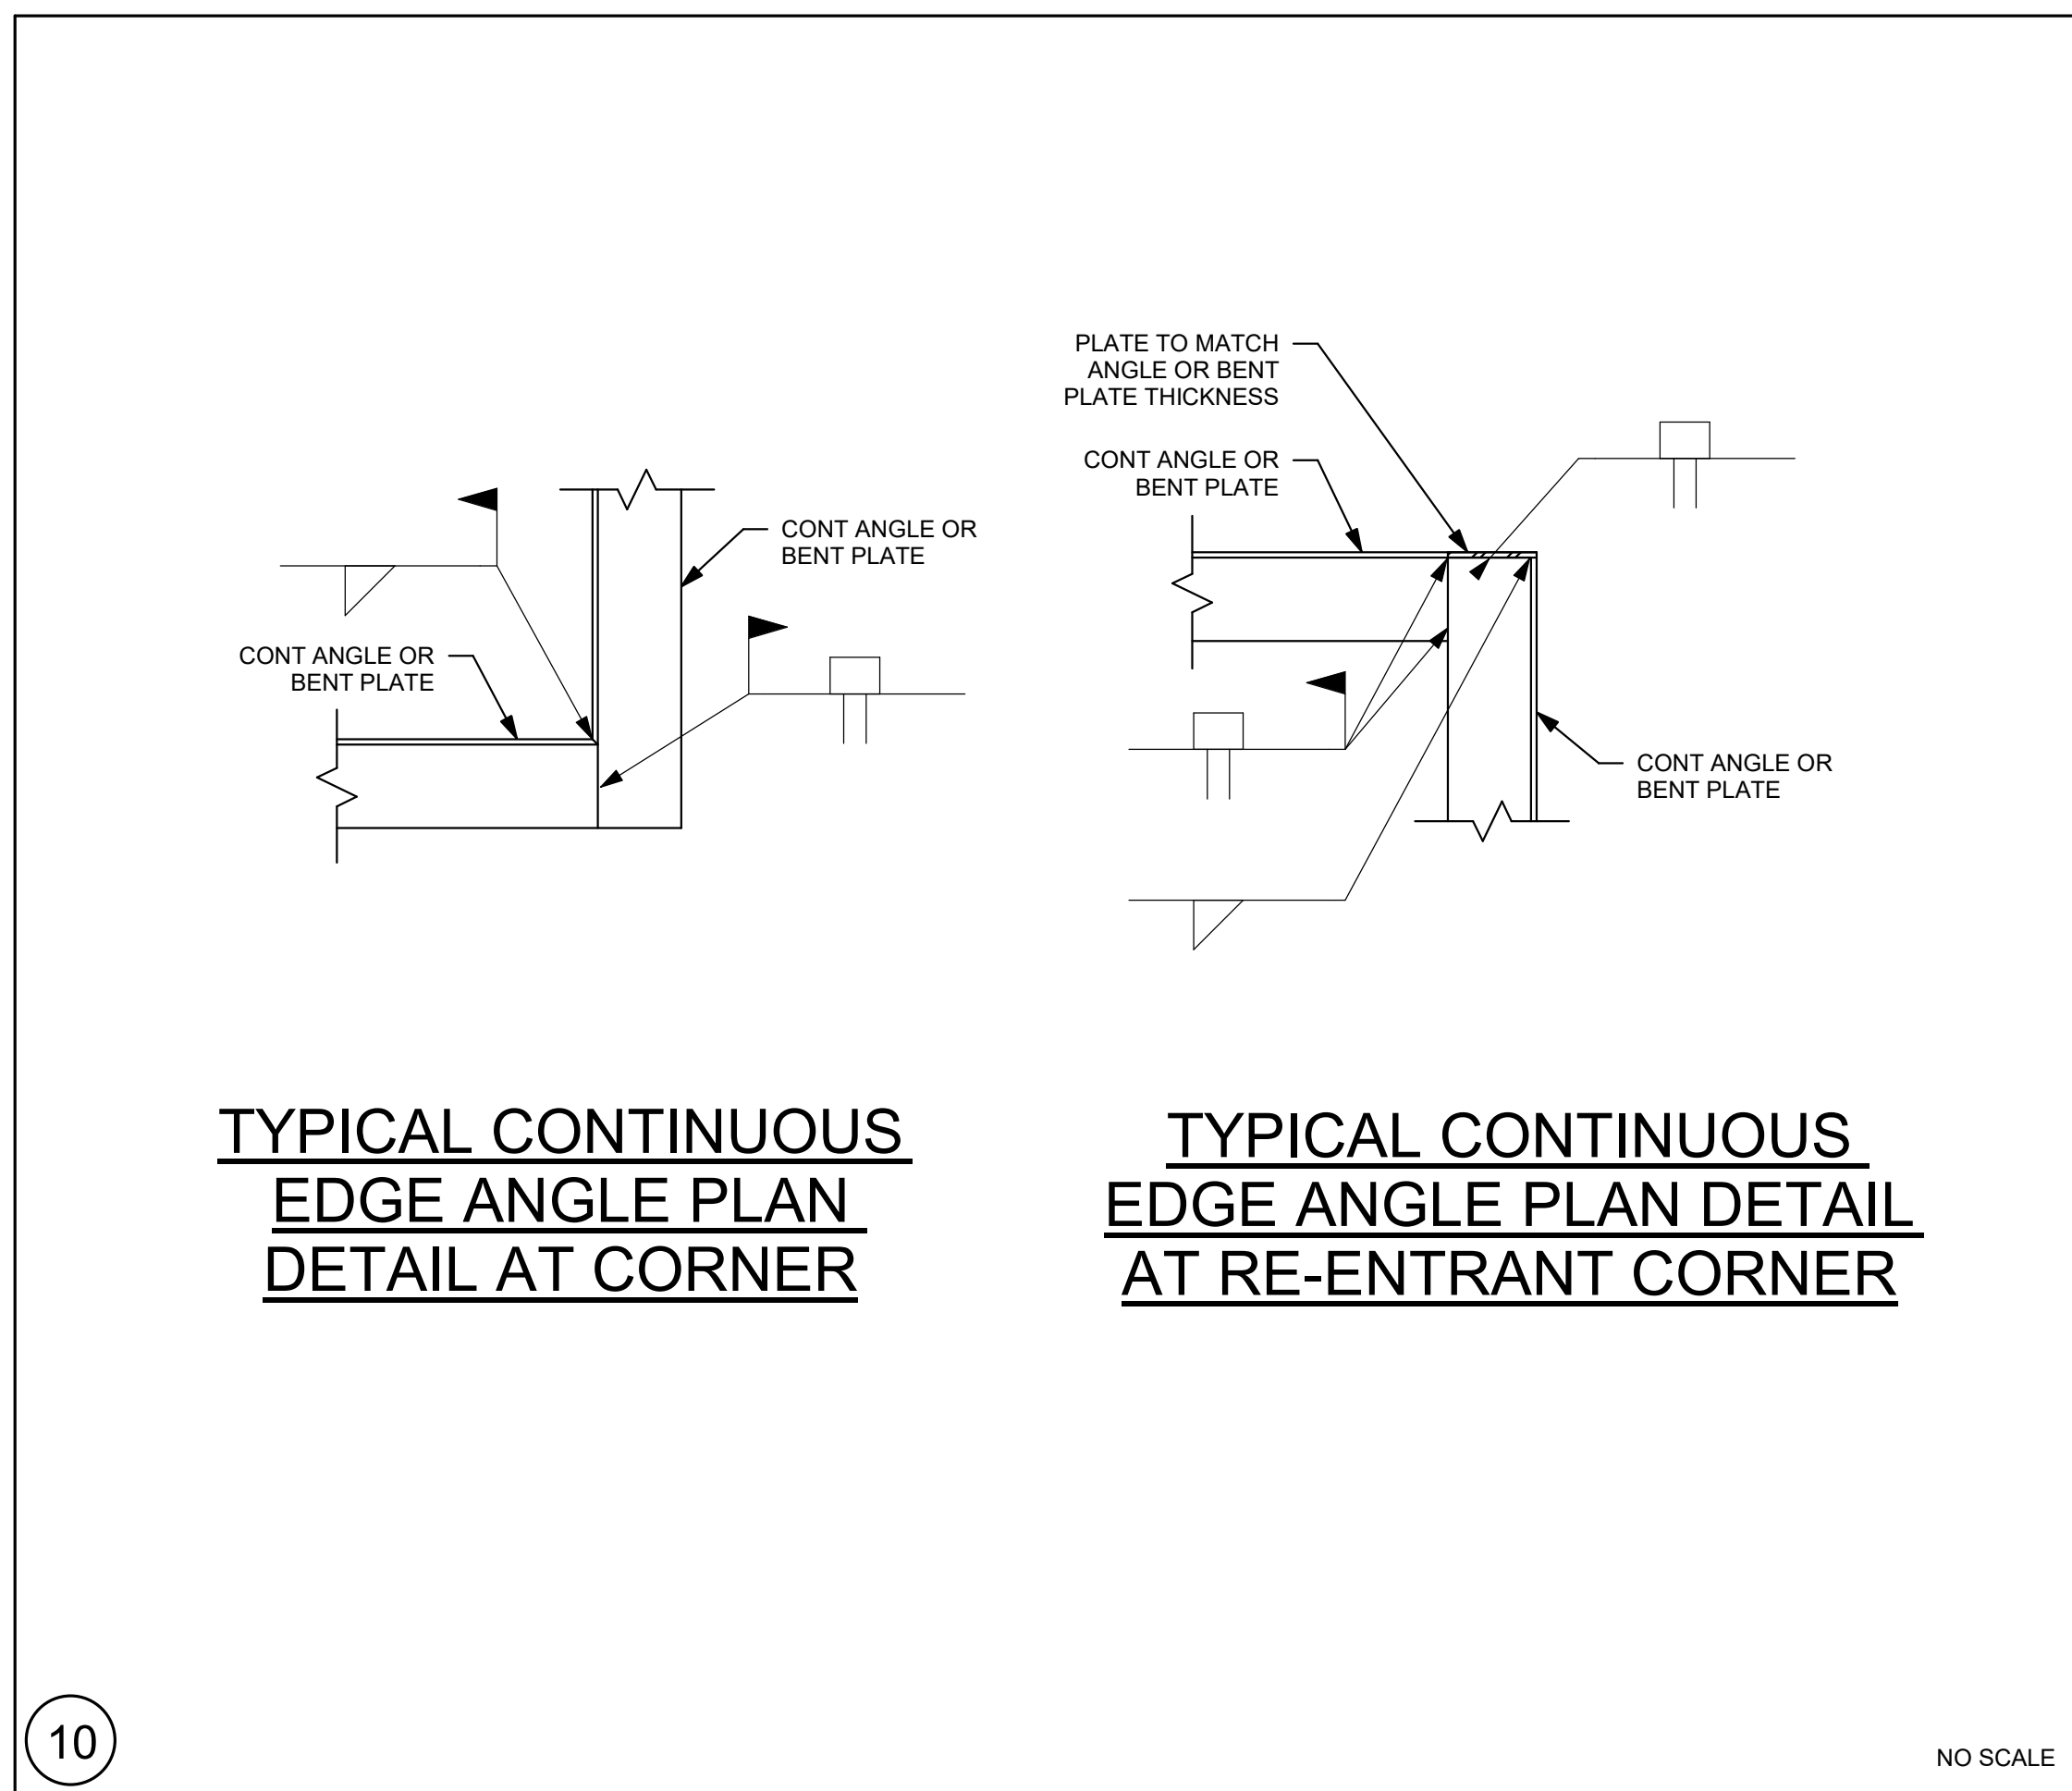 CONT ANGLE OR
BENT PLATE
CONT ANGLE OR
BENT PLATE
TYPICAL CONTINUOUS
EDGE ANGLE PLAN
DETAIL AT CORNER
PLATE TO MATCH
ANGLE OR BENT
PLATE THICKNESS
CONT ANGLE OR
BENT PLATE
CONT ANGLE OR
BENT PLATE
TYPICAL CONTINUOUS
EDGE ANGLE PLAN DETAIL
AT RE-ENTRANT CORNER
10
NO SCALE